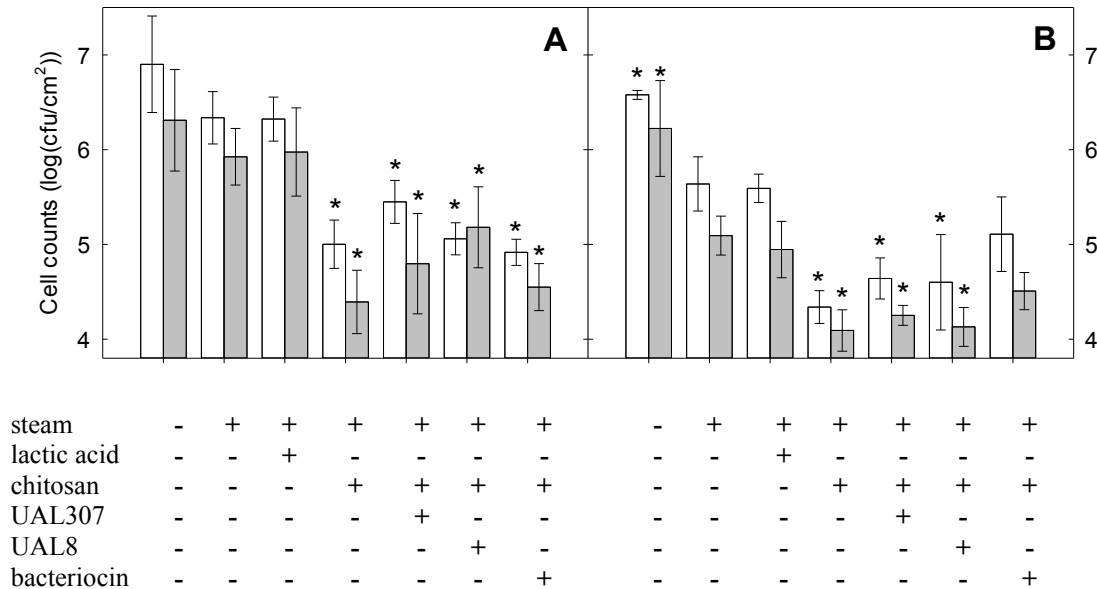 A
B
Cell counts (log(cfu/cm²))
7
6
5
4
7
6
5
4
* * * * * * * *
* * * * * * * *
steam - + + + + + + - + + + + + +
lactic acid - - + - - - - - - + - - - -
chitosan - - - + + + + - - - + + + +
UAL307 - - - - + - - - - - - + - -
UAL8 - - - - - + - - - - - - + -
bacteriocin - - - - - - + - - - - - - +